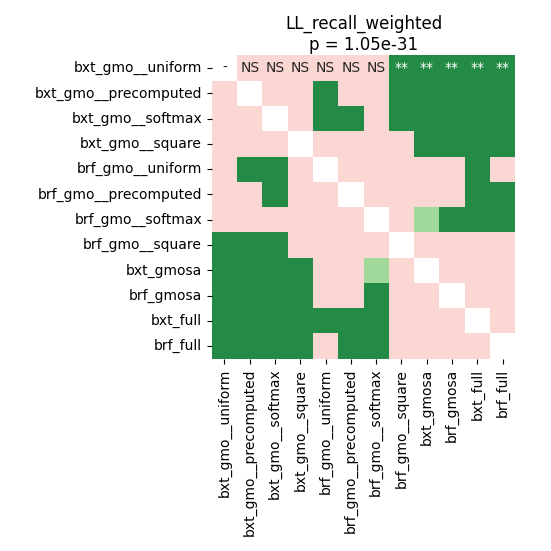 LL_recall_weighted
p = 1.05e-31
bxt_gmo__uniform - NS NS NS NS NS NS ** ** ** ** **
bxt_gmo__precomputed
bxt_gmo__softmax
bxt_gmo__square
brf_gmo__uniform
brf_gmo__precomputed
brf_gmo__softmax
brf_gmo__square
bxt_gmosa
brf_gmosa
bxt_full
brf_full
bxt_gmo__uniform
bxt_gmo__precomputed
bxt_gmo__softmax
bxt_gmo__square
brf_gmo__uniform
brf_gmo__precomputed
brf_gmo__softmax
brf_gmo__square
bxt_gmosa
brf_gmosa
bxt_full
brf_full